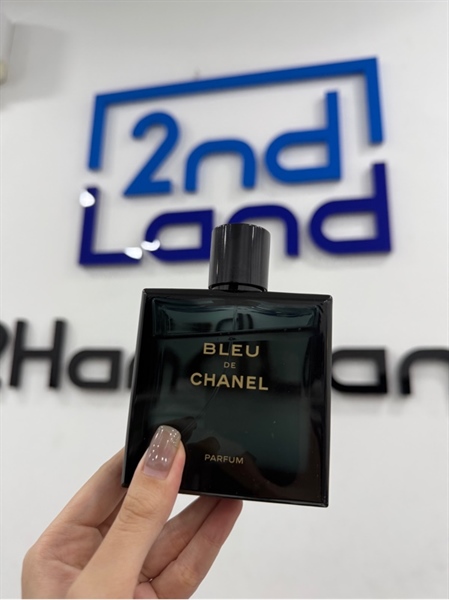 2nd
Land
BLEU
DE
CHANEL
PARFUM